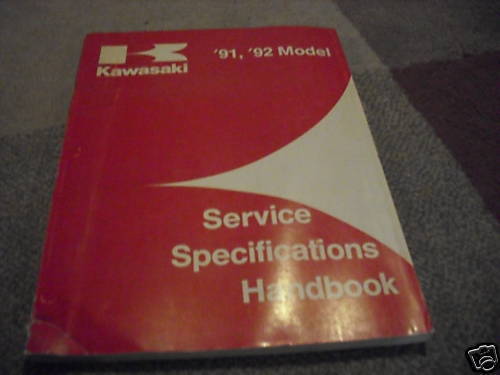 Kawasaki
'91, '92 Model
Service
Specifications
Handbook